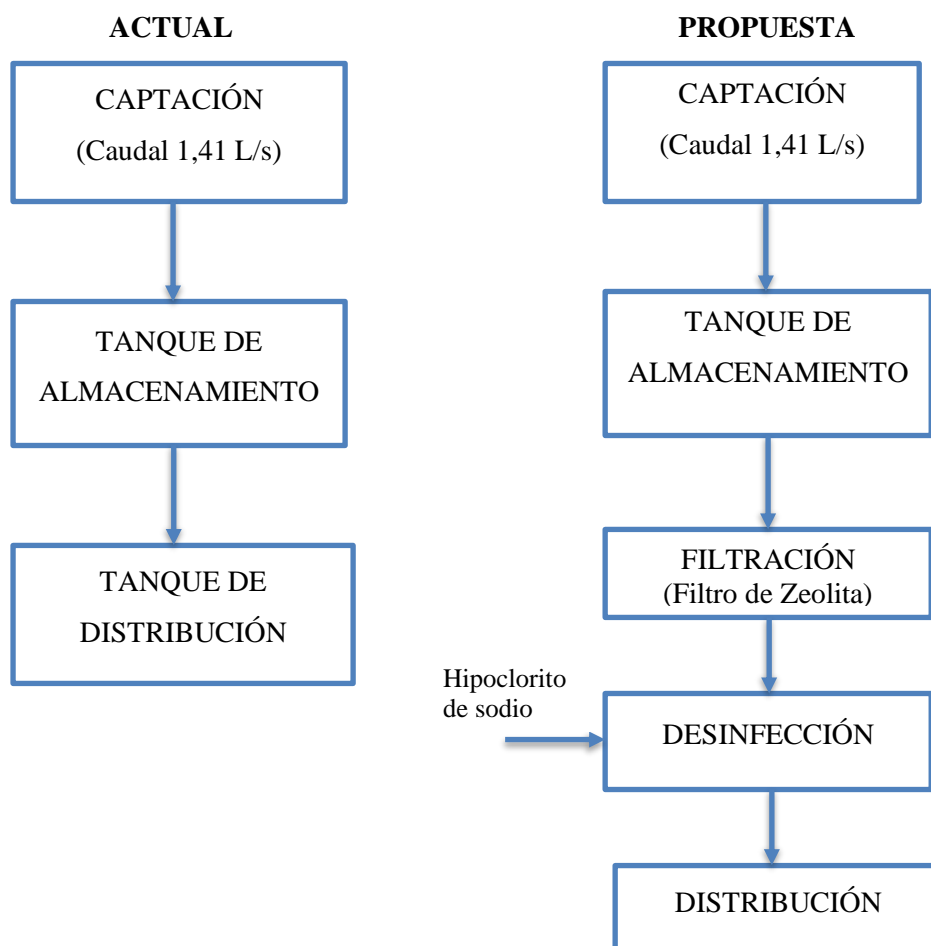 ACTUAL
CAPTACIÓN
(Caudal 1,41 L/s)
TANQUE DE
ALMACENAMIENTO
TANQUE DE
DISTRIBUCIÓN
PROPUESTA
CAPTACIÓN
(Caudal 1,41 L/s)
TANQUE DE
ALMACENAMIENTO
FILTRACIÓN
(Filtro de Zeolita)
Hipoclorito
de sodio
DESINFECCIÓN
DISTRIBUCIÓN